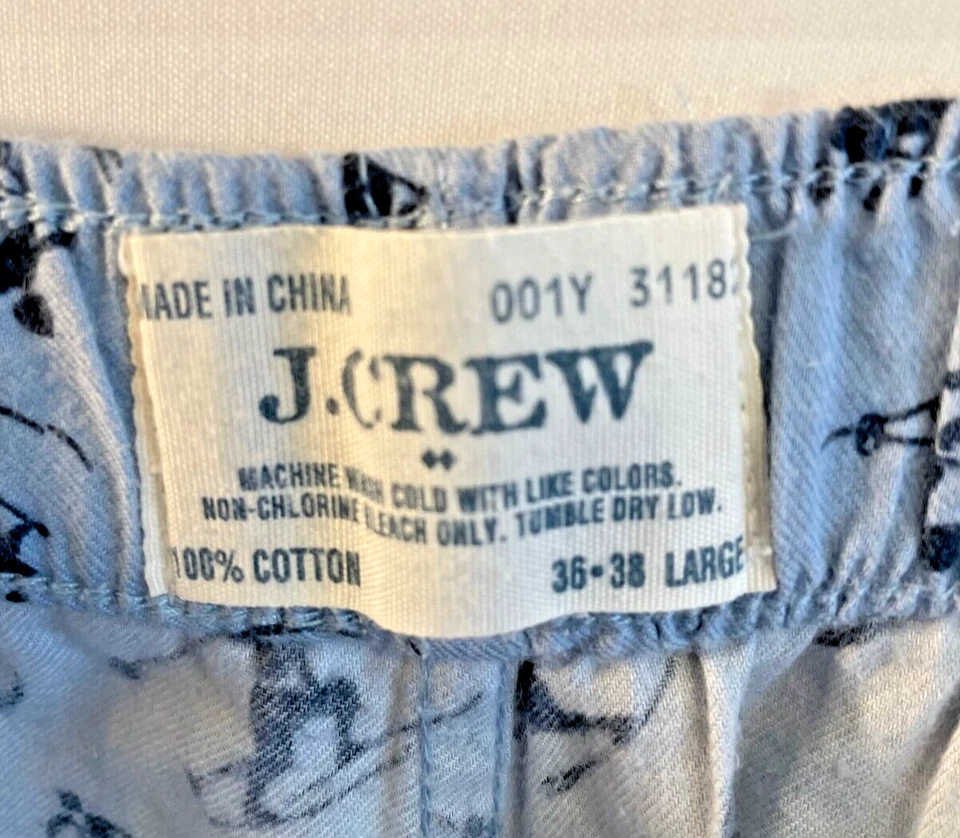 MADE IN CHINA 001Y 3118
J.CREW
MACHINE WASH COLD WITH LIKE COLORS.
NON-CHLORINE BLEACH ONLY. TUMBLE DRY LOW.
100% COTTON 36•38 LARGE